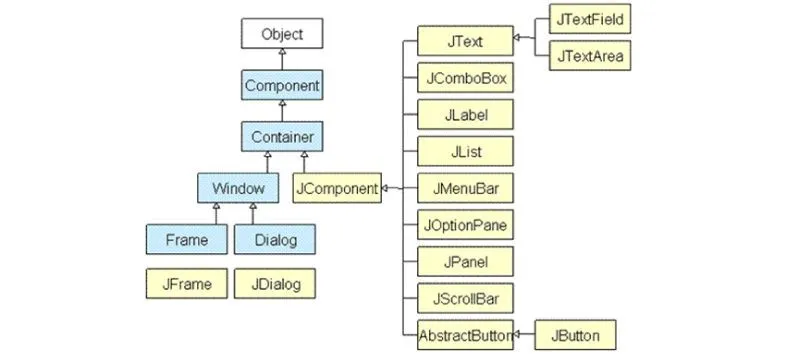 Object
Component
Container
Window
JComponent
Frame
Dialog
JFrame
JDialog
JText
JComboBox
JLabel
JList
JMenuBar
JOptionPane
JPanel
JScrollBar
AbstractButton
JTextField
JTextArea
JButton